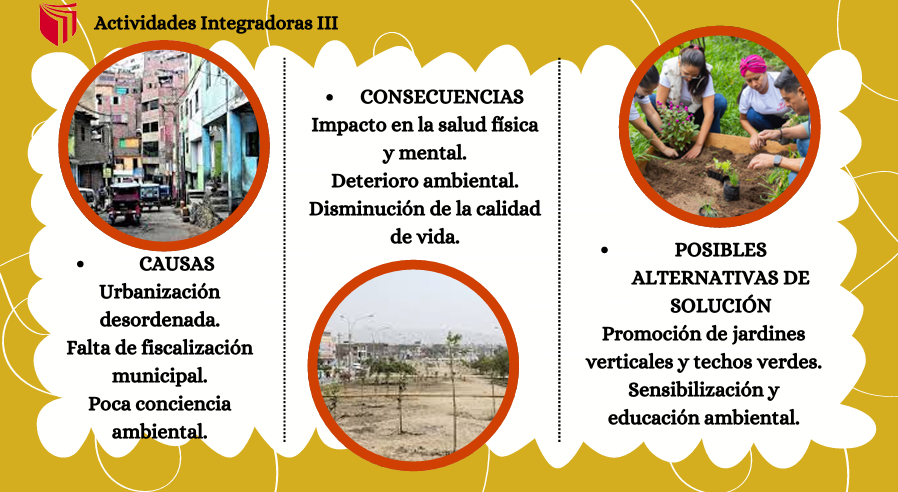 Actividades Integradoras III
• CAUSAS
Urbanización
desordenada.
Falta de fiscalización
municipal.
Poca conciencia
ambiental.
• CONSECUENCIAS
Impacto en la salud física
y mental.
Deterioro ambiental.
Disminución de la calidad
de vida.
• POSIBLES
ALTERNATIVAS DE
SOLUCIÓN
Promoción de jardines
verticales y techos verdes.
Sensibilización y
educación ambiental.